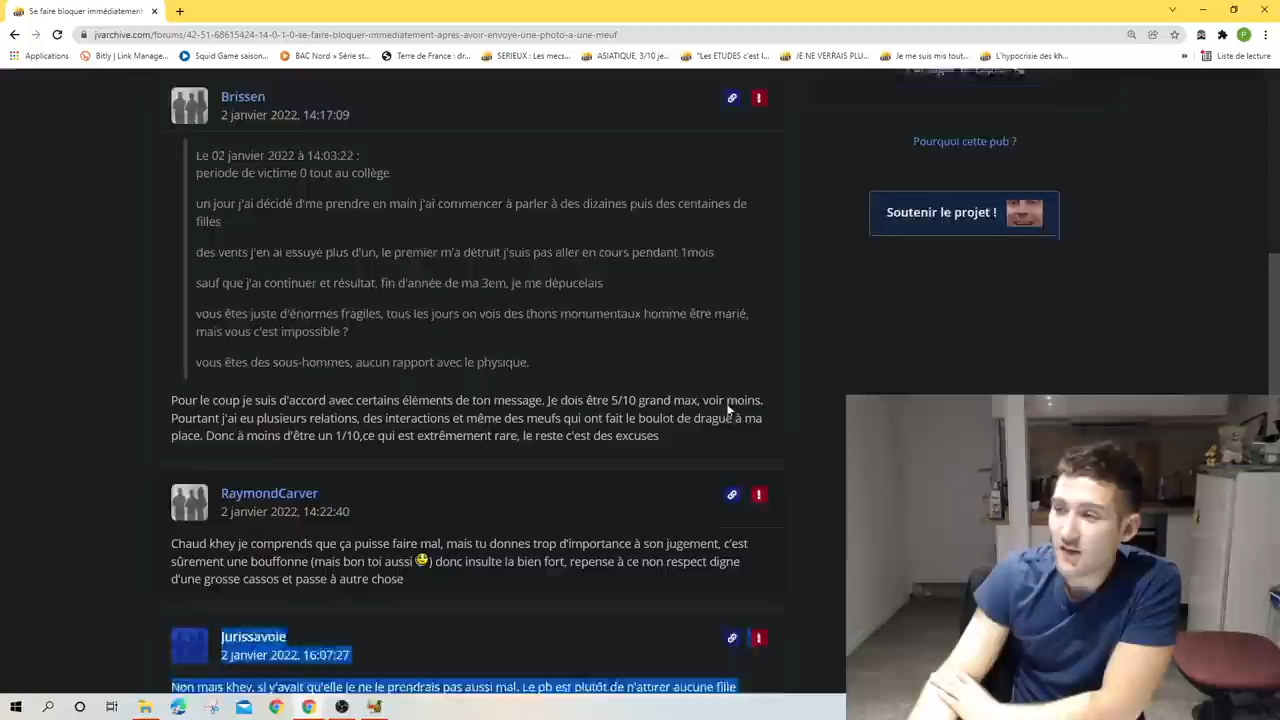 Se faire bloquer immédiatement
jvarchive.com/forums/42-51-68615424-14-0-1-0-se-faire-bloquer-immediatement-apres-avoir-envoye-une-photo-a-une-meuf
Applications
Bitly | Link Manage...
Squid Game saison...
BAC Nord » Série st...
Terre de France : dr...
SERIEUX : Les mecs...
ASIATIQUE, 3/10 je...
"Les ETUDES c'est l...
JE NE VERRAIS PLU...
Je me suis mis tout...
L'hypocrisie des kh...
»
Liste de lecture
P
Brissen
2 janvier 2022, 14:17:09
Le 02 janvier 2022 à 14:03:22 :
periode de victime 0 tout au collège
un jour j'ai décidé d'me prendre en main j'ai commencer à parler à des dizaines puis des centaines de
filles
des vents j'en ai essuyé plus d'un, le premier m'a détruit j'suis pas aller en cours pendant 1mois
sauf que j'ai continuer et résultat, fin d'année de ma 3em, je me dépucelais
vous êtes juste d'énormes fragiles, tous les jours on vois des thons monumentaux homme être marié,
mais vous c'est impossible ?
vous êtes des sous-hommes, aucun rapport avec le physique.
Pour le coup je suis d'accord avec certains éléments de ton message. Je dois être 5/10 grand max, voir moins.
Pourtant j'ai eu plusieurs relations, des interactions et même des meufs qui ont fait le boulot de drague à ma
place. Donc à moins d'être un 1/10,ce qui est extrêmement rare, le reste c'est des excuses
RaymondCarver
2 janvier 2022, 14:22:40
Chaud khey je comprends que ça puisse faire mal, mais tu donnes trop d'importance à son jugement, c'est
sûrement une bouffonne (mais bon toi aussi ) donc insulte la bien fort, repense à ce non respect digne
d'une grosse cassos et passe à autre chose
Jurissavoie
2 janvier 2022, 16:07:27
Non mais khey, si y'avait qu'elle je ne le prendrais pas aussi mal. Le pb est plutôt de n'attirer aucune fille
Pourquoi cette pub ?
Soutenir le projet !